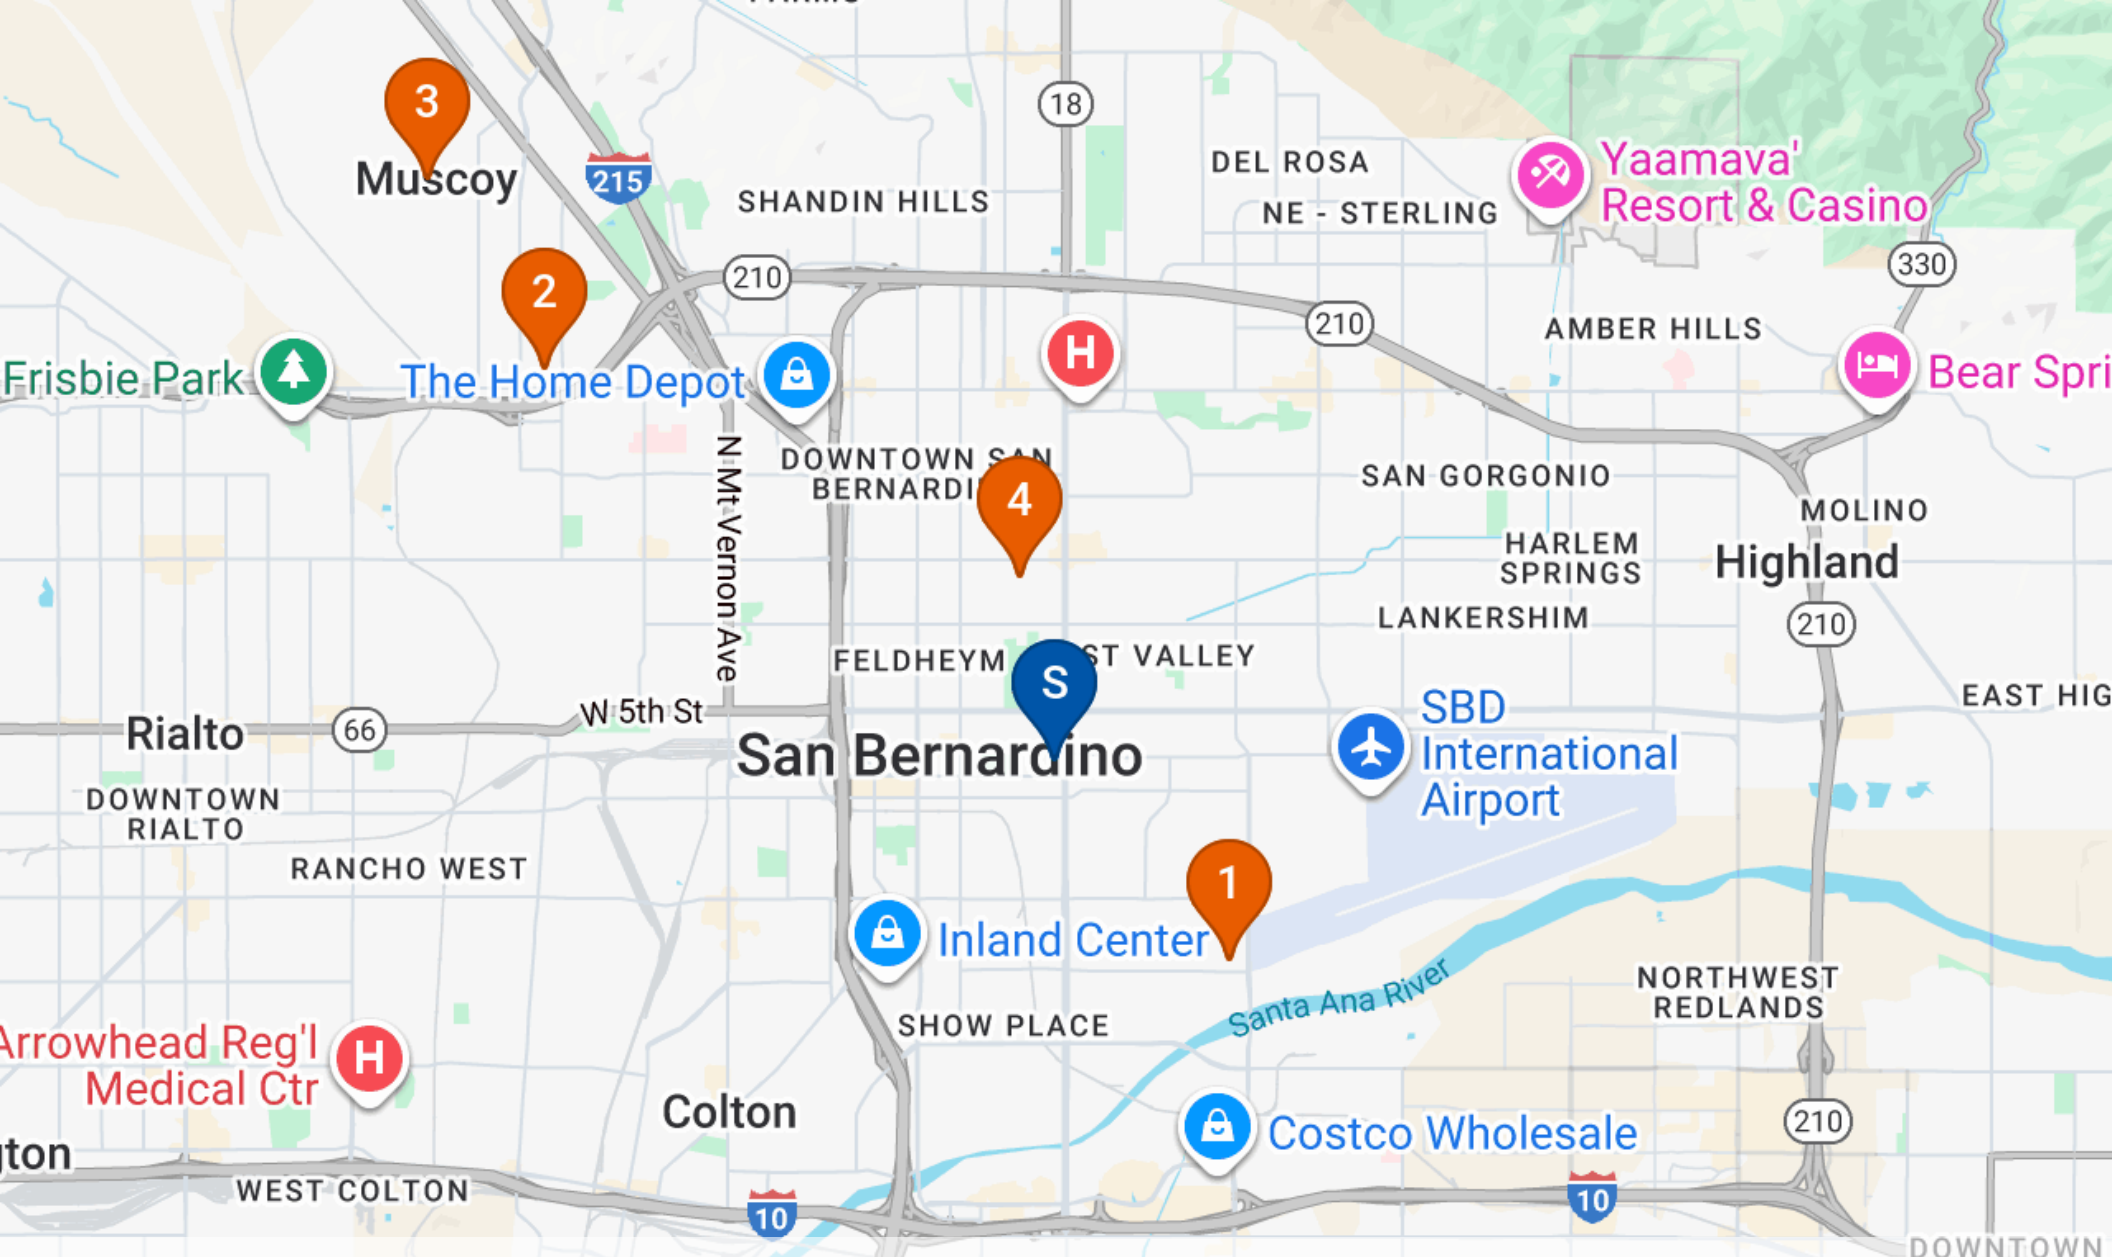 3
Muscoy
215
18
SHANDIN HILLS
DEL ROSA
NE - STERLING
Yaamava'
Resort & Casino
330
210
2
210
AMBER HILLS
Frisbie Park
The Home Depot
H
Bear Spri
N Mt Vernon Ave
DOWNTOWN SAN
BERNARDI
4
SAN GORGONIO
MOLINO
HARLEM
SPRINGS
Highland
LANKERSHIM
210
FELDHEYM
ST VALLEY
S
EAST HIG
W 5th St
Rialto
66
San Bernardino
SBD
International
Airport
DOWNTOWN
RIALTO
RANCHO WEST
1
Inland Center
Santa Ana River
NORTHWEST
REDLANDS
SHOW PLACE
Arrowhead Reg'l
Medical Ctr
H
Colton
Costco Wholesale
210
gton
WEST COLTON
10
10
DOWNTOWN